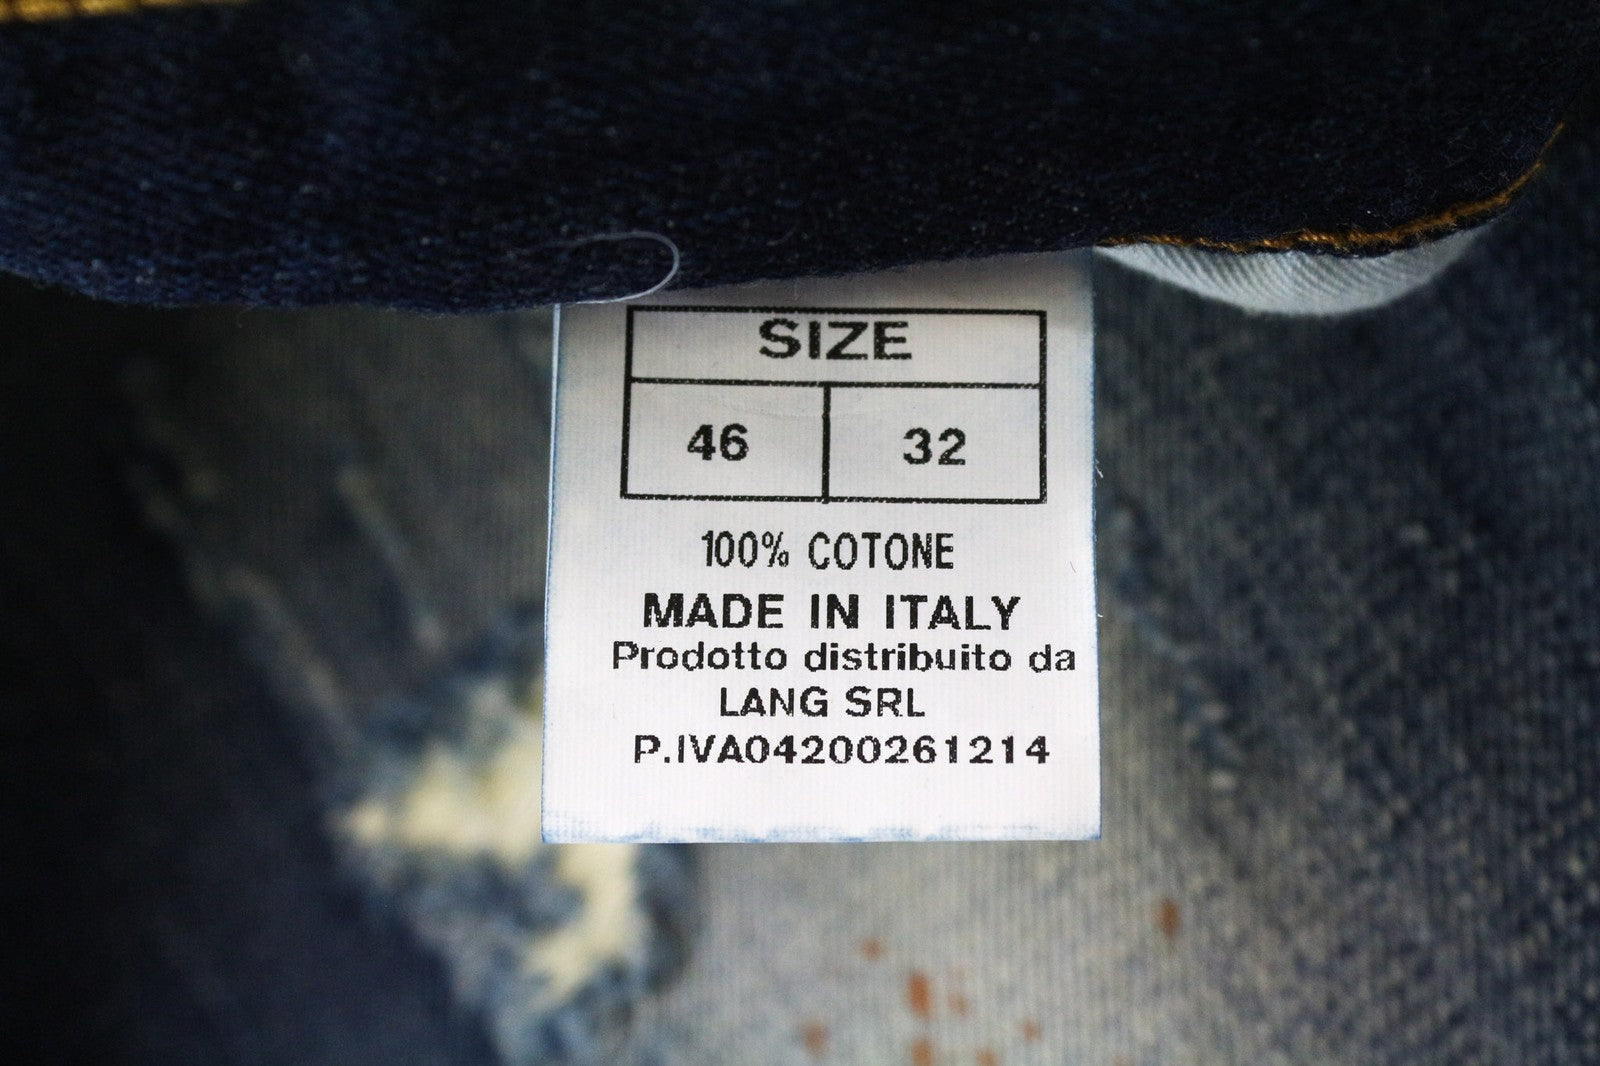 SIZE
46 32
100% COTONE
MADE IN ITALY
Prodotto distribuito da
LANG SRL
P.IVA04200261214